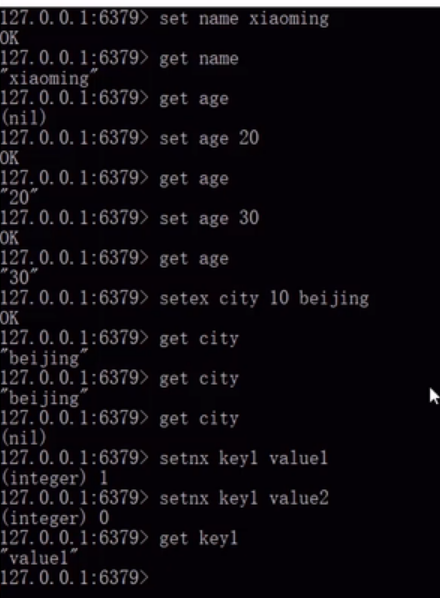 127.0.0.1:6379> set name xiaoming
OK
127.0.0.1:6379> get name
"xiaoming"
127.0.0.1:6379> get age
(nil)
127.0.0.1:6379> set age 20
OK
127.0.0.1:6379> get age
"20"
127.0.0.1:6379> set age 30
OK
127.0.0.1:6379> get age
"30"
127.0.0.1:6379> setex city 10 beijing
OK
127.0.0.1:6379> get city
"beijing"
127.0.0.1:6379> get city
"beijing"
127.0.0.1:6379> get city
(nil)
127.0.0.1:6379> setnx key1 value1
(integer) 1
127.0.0.1:6379> setnx key1 value2
(integer) 0
127.0.0.1:6379> get key1
"value1"
127.0.0.1:6379>